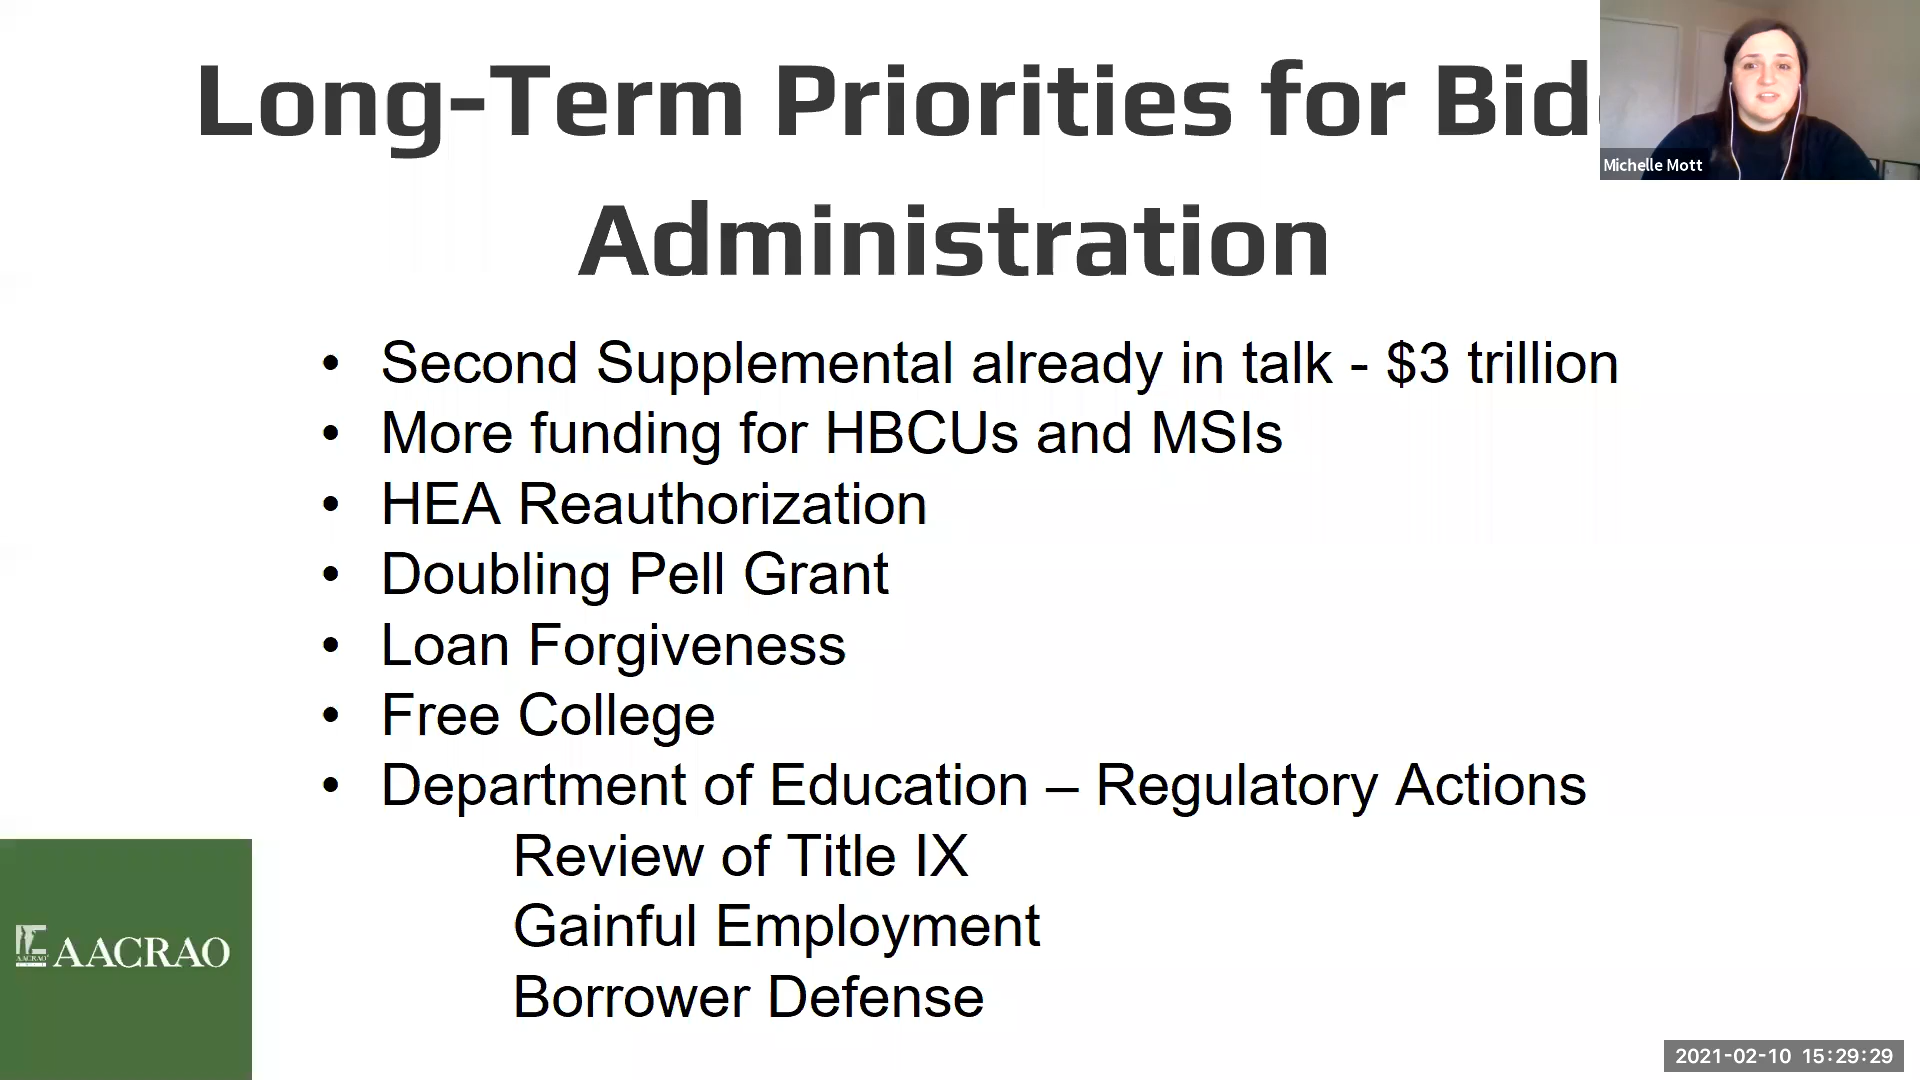 Long-Term Priorities for Bid
Administration
Michelle Mott
• Second Supplemental already in talk - $3 trillion
• More funding for HBCUs and MSIs
• HEA Reauthorization
• Doubling Pell Grant
• Loan Forgiveness
• Free College
• Department of Education – Regulatory Actions
Review of Title IX
Gainful Employment
Borrower Defense
AACRAO
2021-02-10 15:29:29